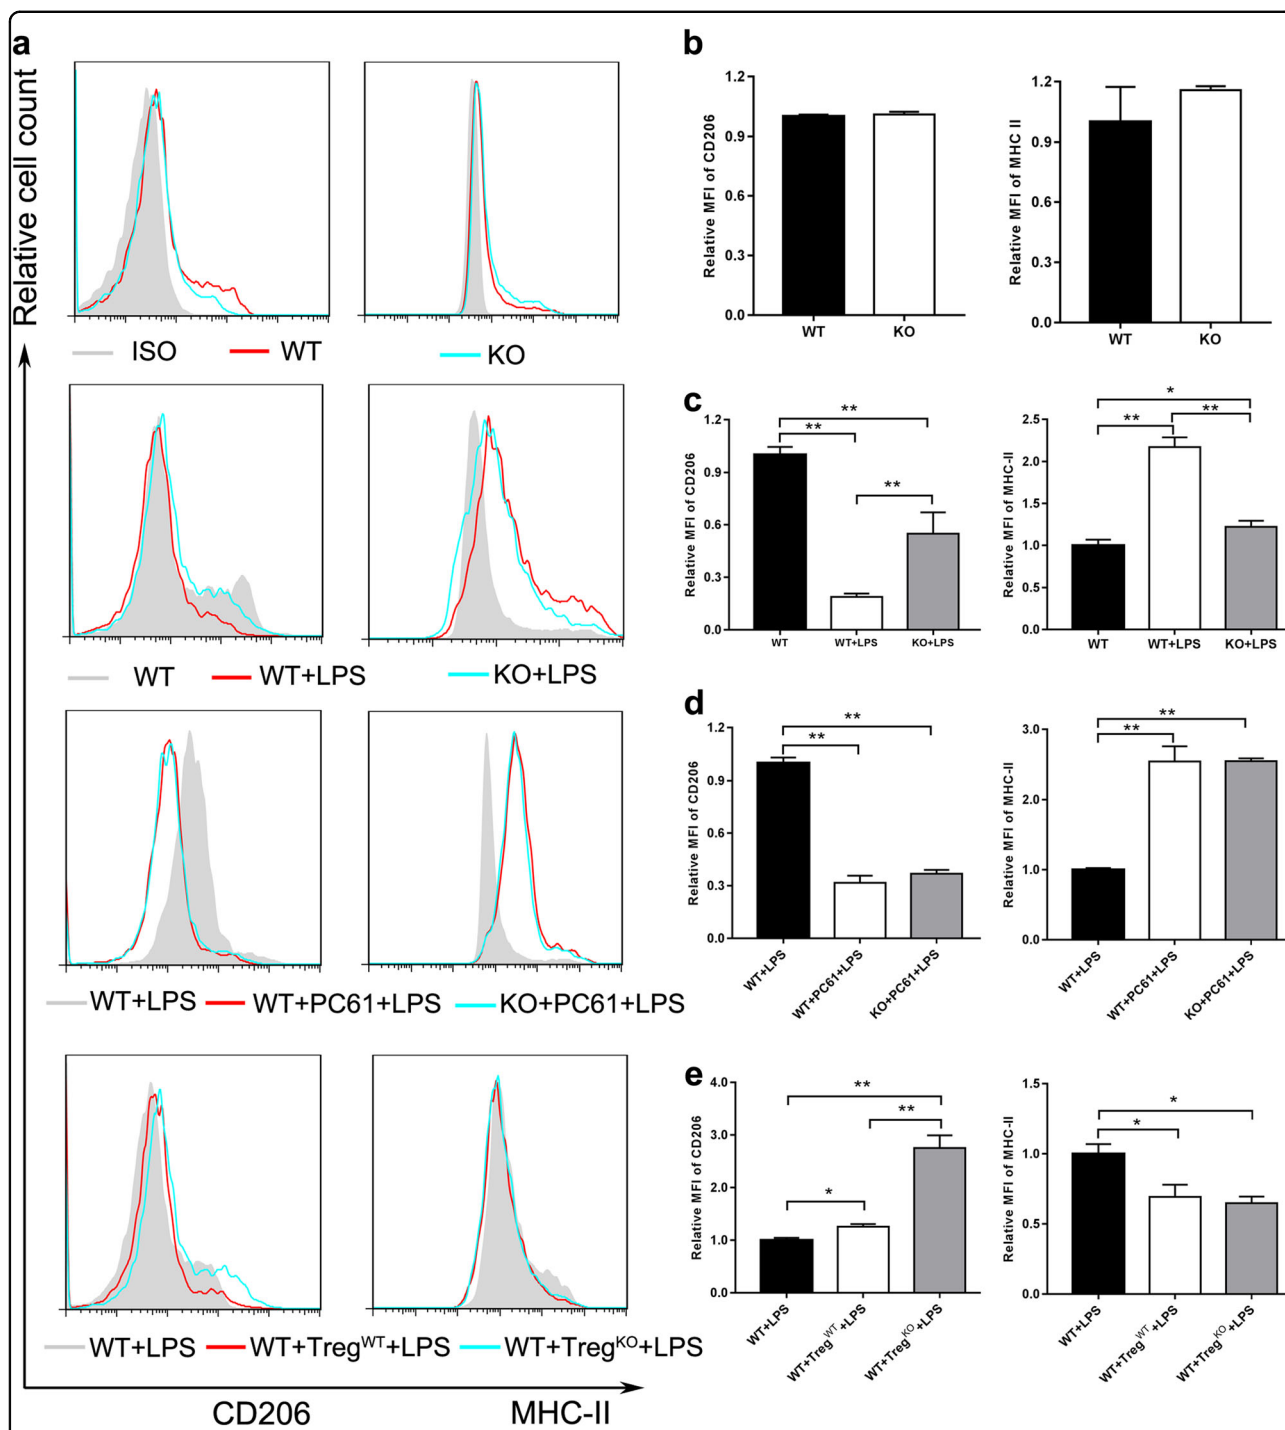 a
Relative cell count
ISO WT KO
WT WT+LPS KO+LPS
WT+LPS WT+PC61+LPS KO+PC61+LPS
WT+LPS WT+Treg^WT+LPS WT+Treg^KO+LPS
CD206 MHC-II
b
Relative MFI of CD206
1.2
0.9
0.6
0.3
0.0
WT KO
Relative MFI of MHC II
1.2
0.9
0.6
0.3
0.0
WT KO
c
Relative MFI of CD206
1.2
0.9
0.6
0.3
0.0
**
**
**
WT WT+LPS KO+LPS
Relative MFI of MHC-II
2.5
2.0
1.5
1.0
0.5
0.0
*
** **
WT WT+LPS KO+LPS
d
Relative MFI of CD206
1.2
0.9
0.6
0.3
0.0
**
**
WT+LPS
WT+PC61+LPS
KO+PC61+LPS
Relative MFI of MHC-II
3.0
2.0
1.0
0.0
**
**
WT+LPS
WT+PC61+LPS
KO+PC61+LPS
e
Relative MFI of CD206
4.0
3.0
2.0
1.0
0.0
**
**
*
WT+LPS
WT+Treg^WT+LPS
WT+Treg^KO+LPS
Relative MFI of MHC-II
1.5
1.0
0.5
0.0
*
*
WT+LPS
WT+Treg^WT+LPS
WT+Treg^KO+LPS